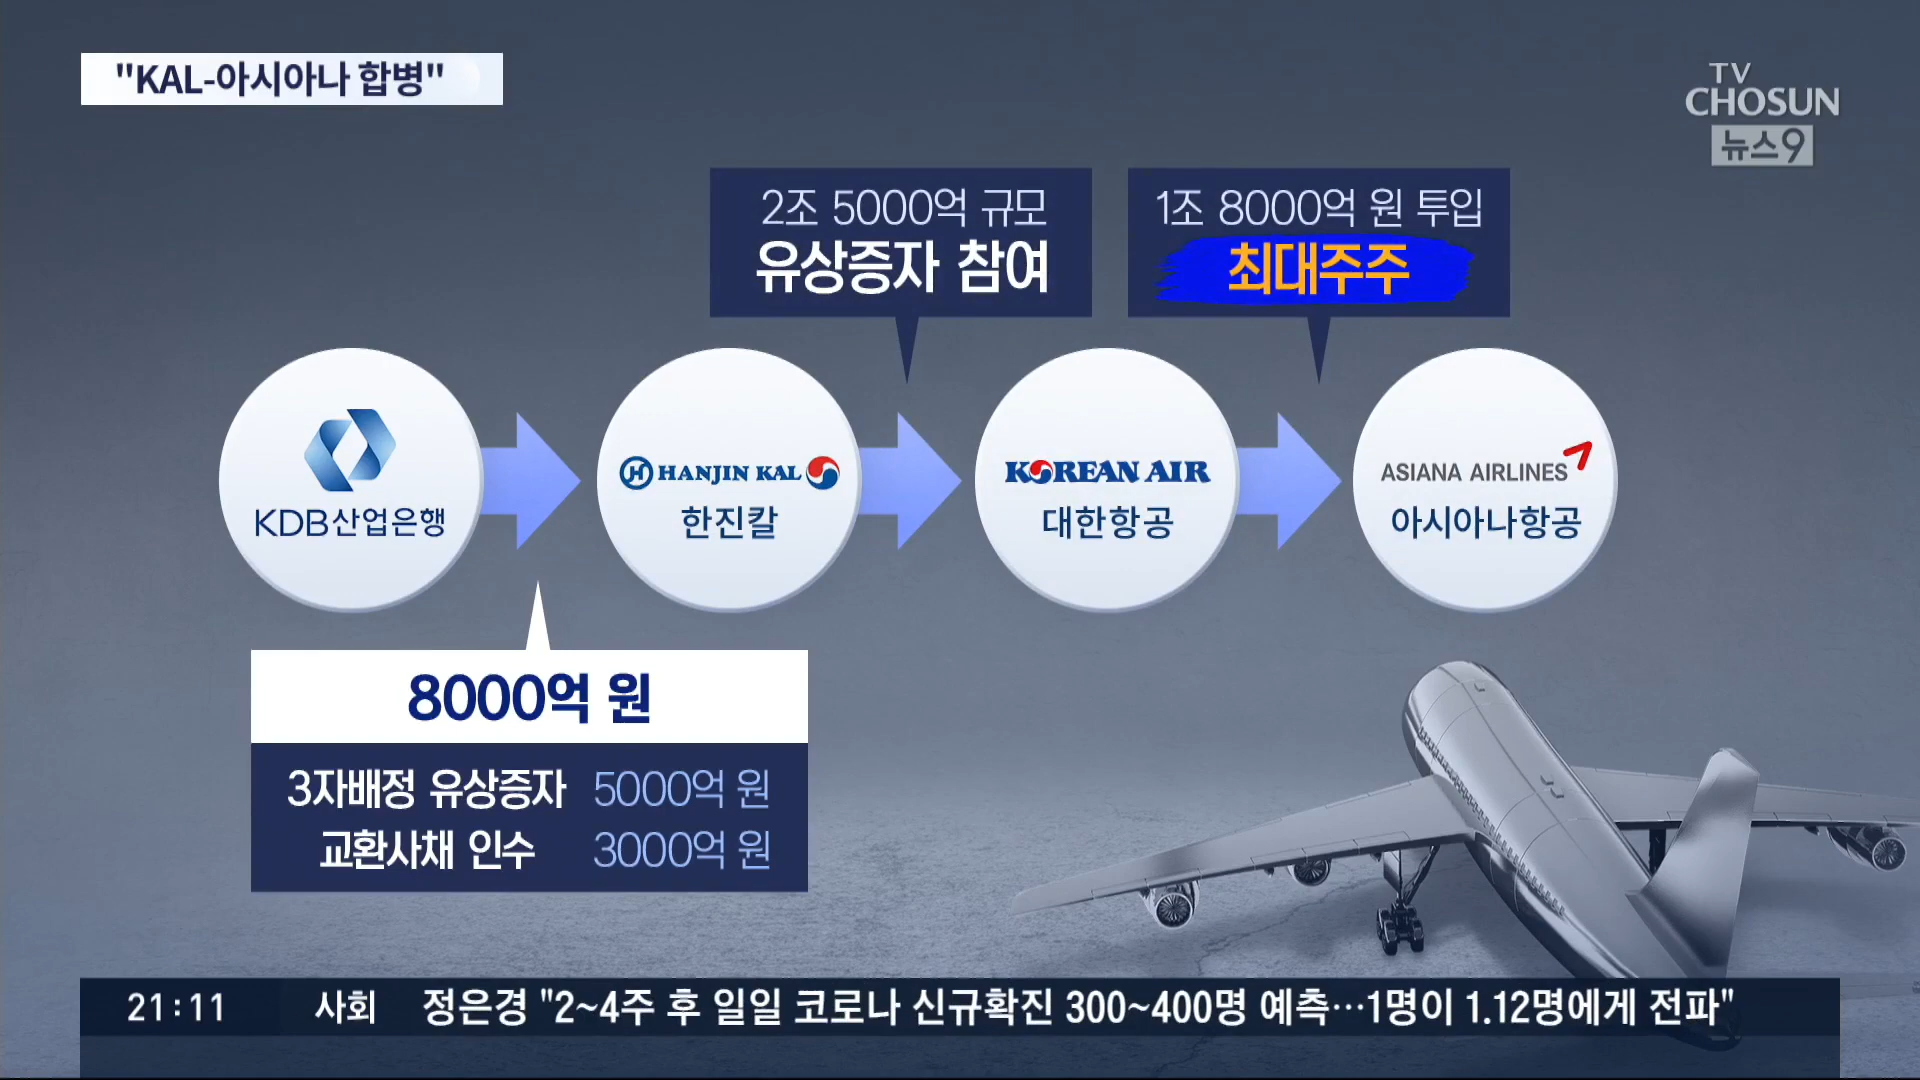 "KAL-아시아나 합병"
TV
CHOSUN
뉴스9
2조 5000억 규모
유상증자 참여
1조 8000억 원 투입
최대주주
KDB산업은행
HANJIN KAL
한진칼
KOREAN AIR
대한항공
ASIANA AIRLINES
아시아나항공
8000억 원
3자배정 유상증자 5000억 원
교환사채 인수 3000억 원
21:11 사회 정은경 "2~4주 후 일일 코로나 신규확진 300~400명 예측…1명이 1.12명에게 전파"